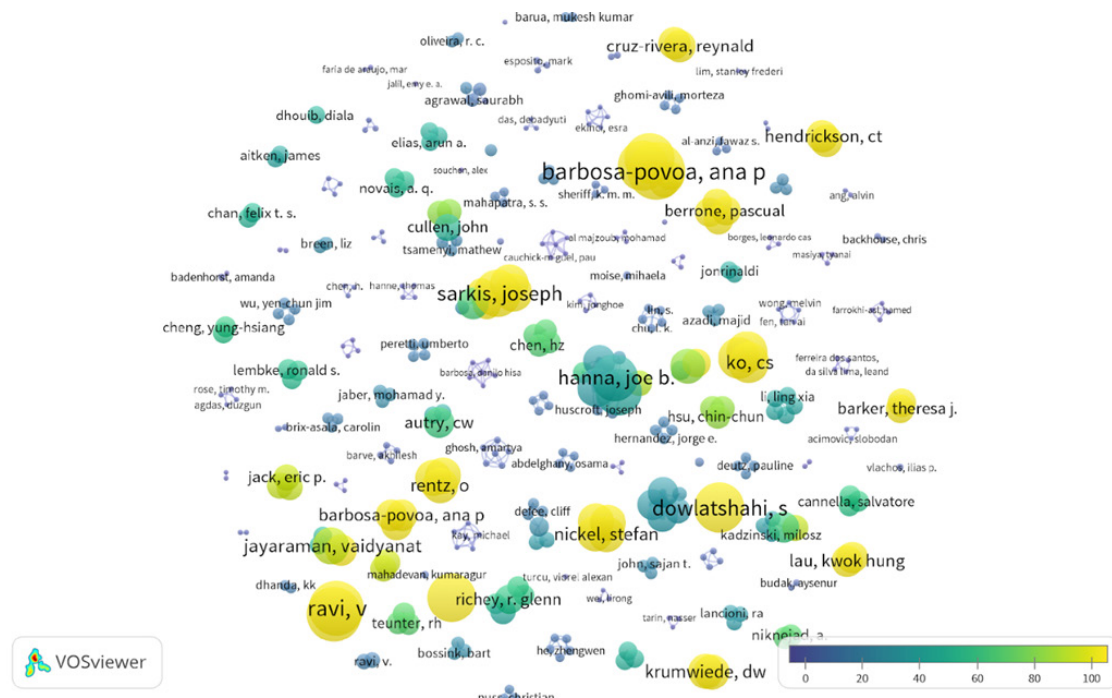 barua, mukesh kumar
oliveira, r. c.
cruz-rivera, reynald
esposito, mark
faria de araujo, mar
lim, stanley frederi
jalil, emy e. a.
agrawal, saurabh
ghomi-avili, morteza
dhouib, diala
das, debadyuti
ekinci, esra
hendrickson, ct
elias, arun a.
al-anzi, fawaz s.
aitken, james
souchon, alex
barbosa-povoa, ana p
novais, a. q.
sheriff, k. m. m.
ang, alvin
mahapatra, s. s.
chan, felix t. s.
berrone, pascual
cullen, john
breen, liz
tsamenyi, mathew
el majzoub, mohamad
borges, leonardo cas
backhouse, chris
cauchick-miguel, pau
masiya, tyanai
badenhorst, amanda
moise, mihaela
jonrinaldi
chen, h.
hanne, thomas
sarkis, joseph
wu, yen-chun jim
kim, jonghoe
lin, s.
wong, melvin
farrokhi-asl, hamed
cheng, yung-hsiang
chu, l. k.
azadi, majid
fen,
peretti, umberto
chen, hz
ferreira dos santos,
ko, cs
lembke, ronald s.
barbosa, danilo hisa
hanna, joe b.
da silva lima, leand
rose, timothy m.
jaber, mohamad y.
li, ling xia
agdas, duzgun
huscroft, joseph
hsu, chin-chun
barker, theresa j.
brix-asala, carolin
autry, cw
hernandez, jorge e.
acimovic, slobodan
barve, akhilesh
ghosh, amartya
abdelghany, osama
deutz, pauline
vlachos, ilias p.
jack, eric p.
rentz, o
cannella, salvatore
barbosa-povoa, ana p
defee, cliff
dowlatshahi, s
kay, michael
nickel, stefan
kadzinski, milosz
jayaraman, vaidyanat
john, sajan t.
lau, kwok hung
mahadevan, kumaragur
turcu, viorel alexan
dhanda, kk
budak, aysenur
ravi, v
richey, r. glenn
wei, lirong
teunter, rh
tarin, nasser
lancioni, ra
niknejad, a.
ravi, v.
bossink, bart
he, zhengwen
krumwiede, dw
VOSviewer
0 20 40 60 80 100